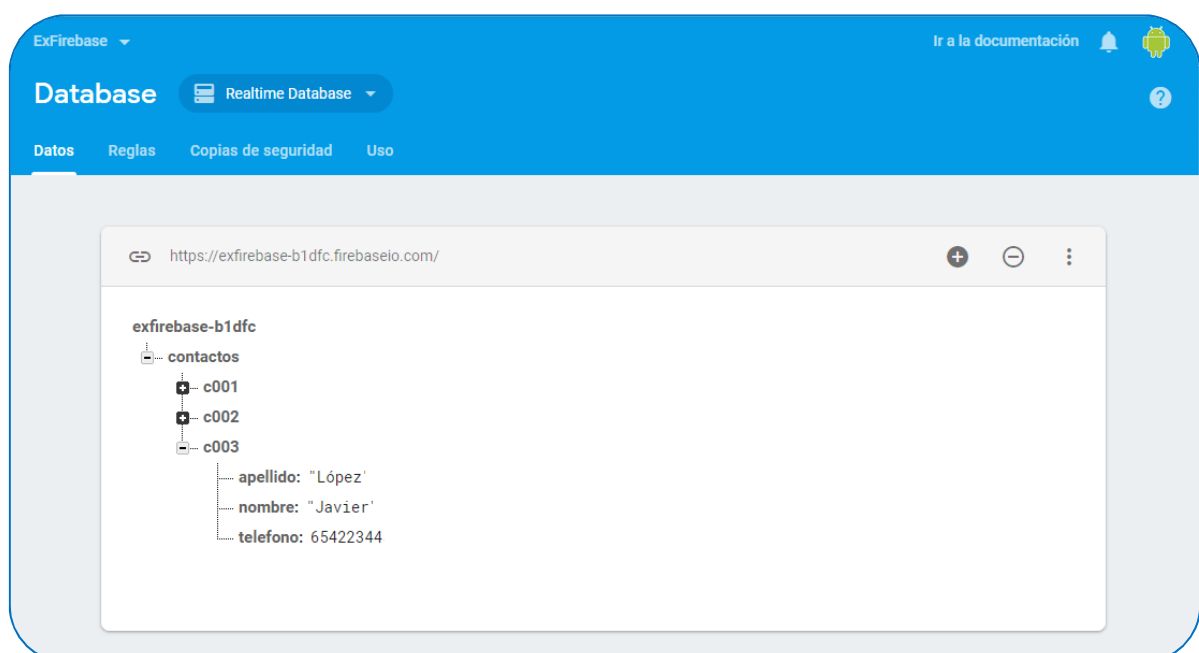 ExFirebase Ir a la documentación
Database Realtime Database ?
Datos Reglas Copias de seguridad Uso
https://exfirebase-b1dfc.firebaseio.com/
exfirebase-b1dfc
contactos
c001
c002
c003
apellido: "López'
nombre: "Javier'
telefono: 65422344